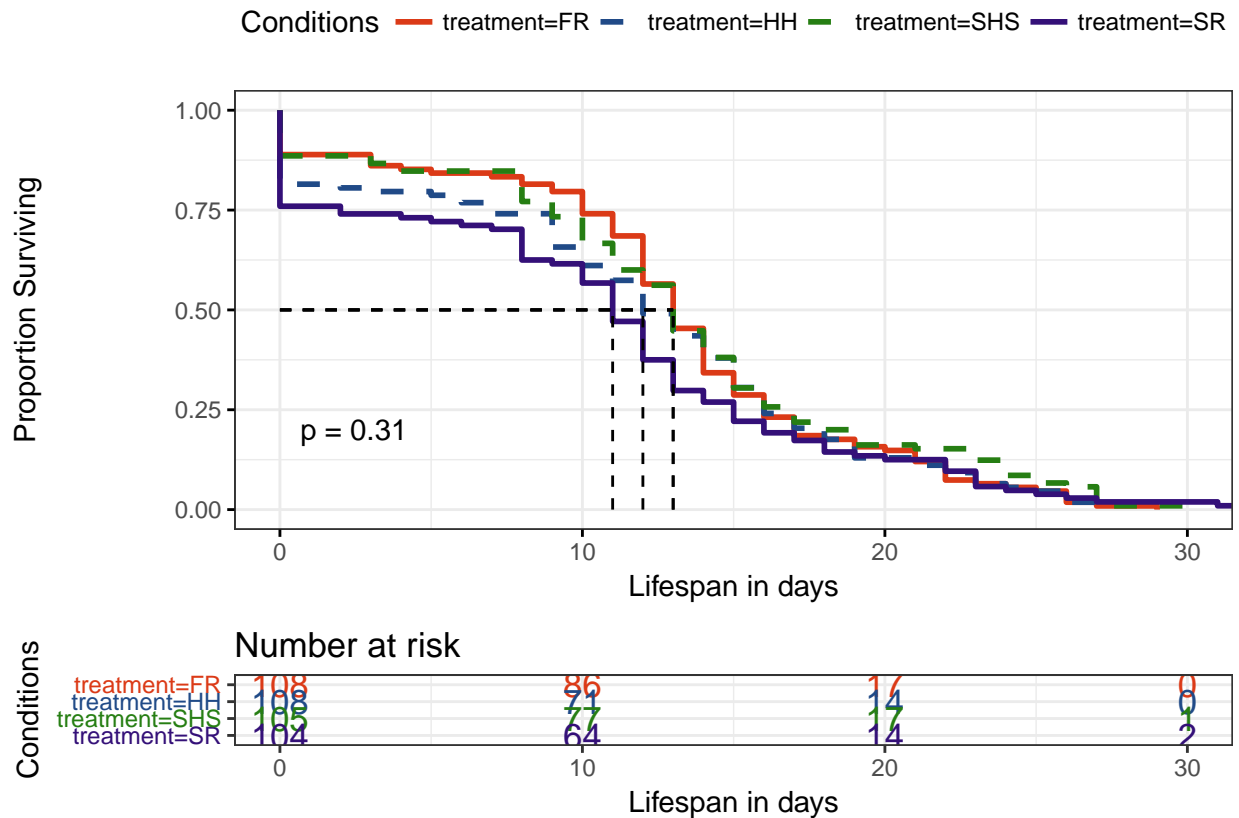 Conditions treatment=FR treatment=HH treatment=SHS treatment=SR
Proportion Surviving
1.00
0.75
0.50
0.25
0.00
p = 0.31
0 10 20 30
Lifespan in days
Number at risk
Conditions
treatment=FR 108 86 17 0
treatment=HH 108 71 14 0
treatment=SHS 105 77 17 1
treatment=SR 104 64 14 2
0 10 20 30
Lifespan in days